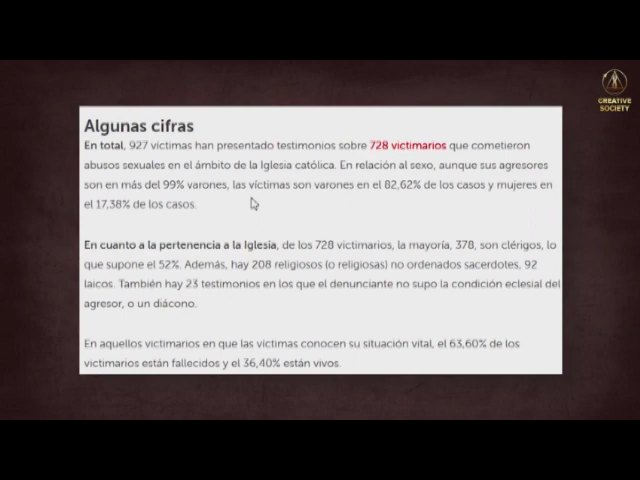 CREATIVE
SOCIETY
Algunas cifras
En total, 927 víctimas han presentado testimonios sobre 728 victimarios que cometieron
abusos sexuales en el ámbito de la Iglesia católica. En relación al sexo, aunque sus agresores
son en más del 99% varones, las víctimas son varones en el 82,62% de los casos y mujeres en
el 17,38% de los casos.
En cuanto a la pertenencia a la Iglesia, de los 728 victimarios, la mayoría, 378, son clérigos, lo
que supone el 52%. Además, hay 208 religiosos (o religiosas) no ordenados sacerdotes, 92
laicos. También hay 23 testimonios en los que el denunciante no supo la condición eclesial del
agresor, o un diácono.
En aquellos victimarios en que las víctimas conocen su situación vital, el 63,60% de los
victimarios están fallecidos y el 36,40% están vivos.